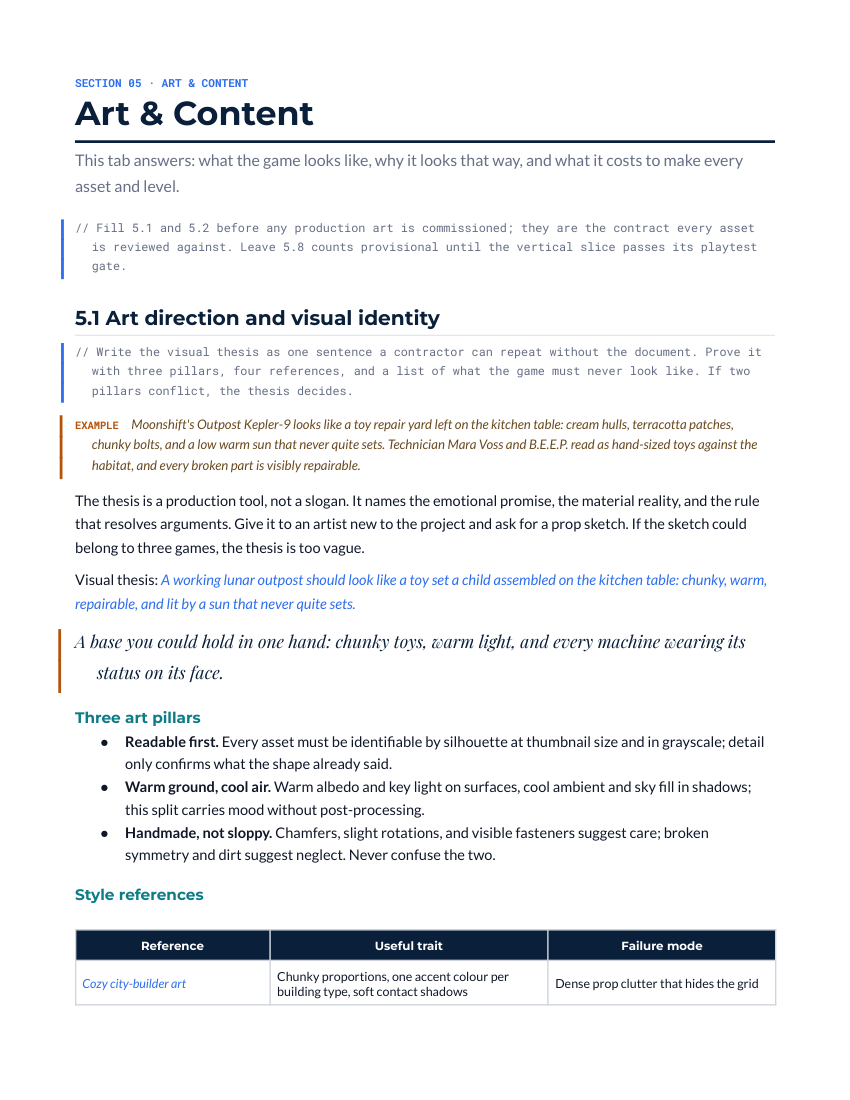 SECTION 05 · ART & CONTENT
Art & Content
This tab answers: what the game looks like, why it looks that way, and what it costs to make every
asset and level.
// Fill 5.1 and 5.2 before any production art is commissioned; they are the contract every asset
is reviewed against. Leave 5.8 counts provisional until the vertical slice passes its playtest
gate.
5.1 Art direction and visual identity
// Write the visual thesis as one sentence a contractor can repeat without the document. Prove it
with three pillars, four references, and a list of what the game must never look like. If two
pillars conflict, the thesis decides.
EXAMPLE Moonshift's Outpost Kepler-9 looks like a toy repair yard left on the kitchen table: cream hulls, terracotta patches,
chunky bolts, and a low warm sun that never quite sets. Technician Mara Voss and B.E.E.P. read as hand-sized toys against the
habitat, and every broken part is visibly repairable.
The thesis is a production tool, not a slogan. It names the emotional promise, the material reality, and the rule
that resolves arguments. Give it to an artist new to the project and ask for a prop sketch. If the sketch could
belong to three games, the thesis is too vague.
Visual thesis: A working lunar outpost should look like a toy set a child assembled on the kitchen table: chunky, warm,
repairable, and lit by a sun that never quite sets.
A base you could hold in one hand: chunky toys, warm light, and every machine wearing its
status on its face.
Three art pillars
● Readable first. Every asset must be identifiable by silhouette at thumbnail size and in grayscale; detail
only confirms what the shape already said.
● Warm ground, cool air. Warm albedo and key light on surfaces, cool ambient and sky fill in shadows;
this split carries mood without post-processing.
● Handmade, not sloppy. Chamfers, slight rotations, and visible fasteners suggest care; broken
symmetry and dirt suggest neglect. Never confuse the two.
Style references
Reference Useful trait Failure mode
Cozy city-builder art Chunky proportions, one accent colour per Dense prop clutter that hides the grid
building type, soft contact shadows